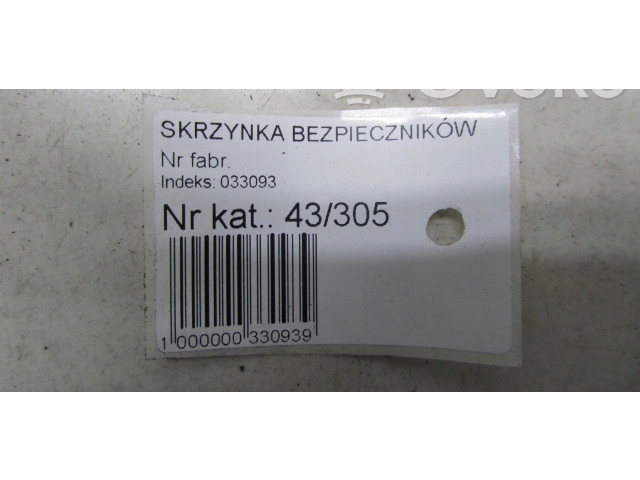 SKRZYNKA BEZPIECZNIKÓW
Nr fabr.
Indeks: 033093
Nr kat.: 43/305
1 000000 330939